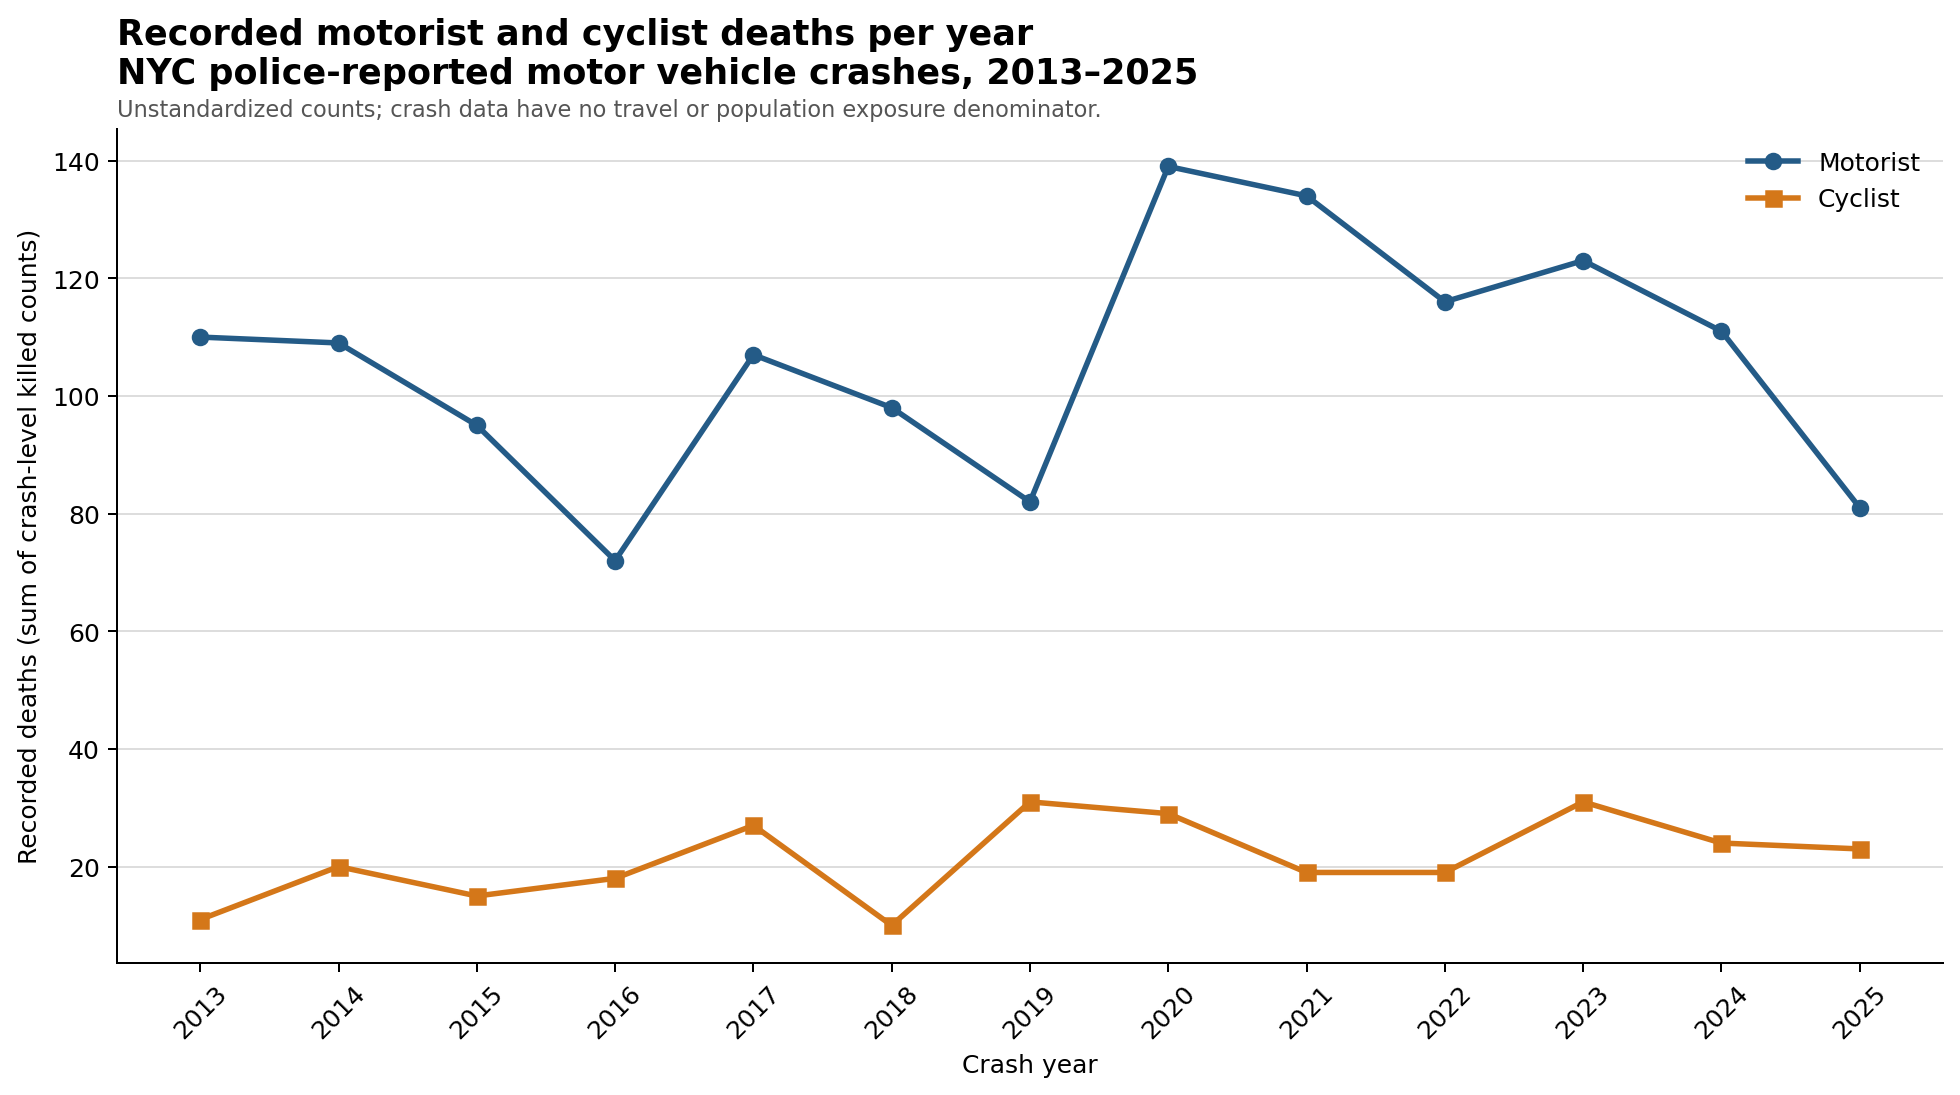 Recorded motorist and cyclist deaths per year
NYC police-reported motor vehicle crashes, 2013–2025
Unstandardized counts; crash data have no travel or population exposure denominator.
Motorist
Cyclist
Recorded deaths (sum of crash-level killed counts)
140
120
100
80
60
40
20
2013
2014
2015
2016
2017
2018
2019
2020
2021
2022
2023
2024
2025
Crash year